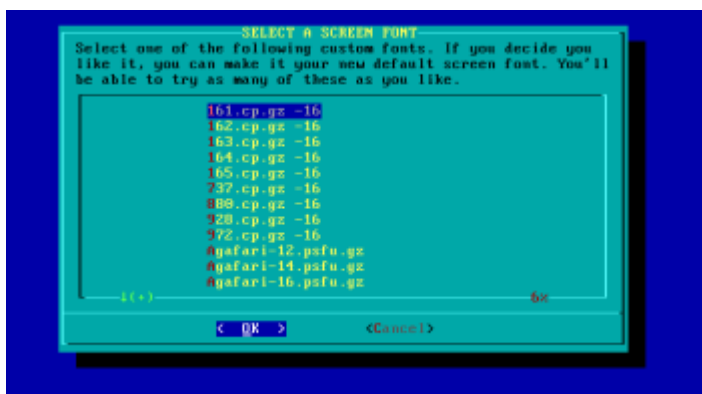 SELECT A SCREEN FONT
Select one of the following custom fonts. If you decide you
like it, you can make it your new default screen font. You'll
be able to try as many of these as you like.
161.cp.gz -16
162.cp.gz -16
163.cp.gz -16
164.cp.gz -16
165.cp.gz -16
737.cp.gz -16
880.cp.gz -16
928.cp.gz -16
972.cp.gz -16
Agafari-12.psfu.gz
Agafari-14.psfu.gz
Agafari-16.psfu.gz
↓(+) 6%
< OK > <Cancel>